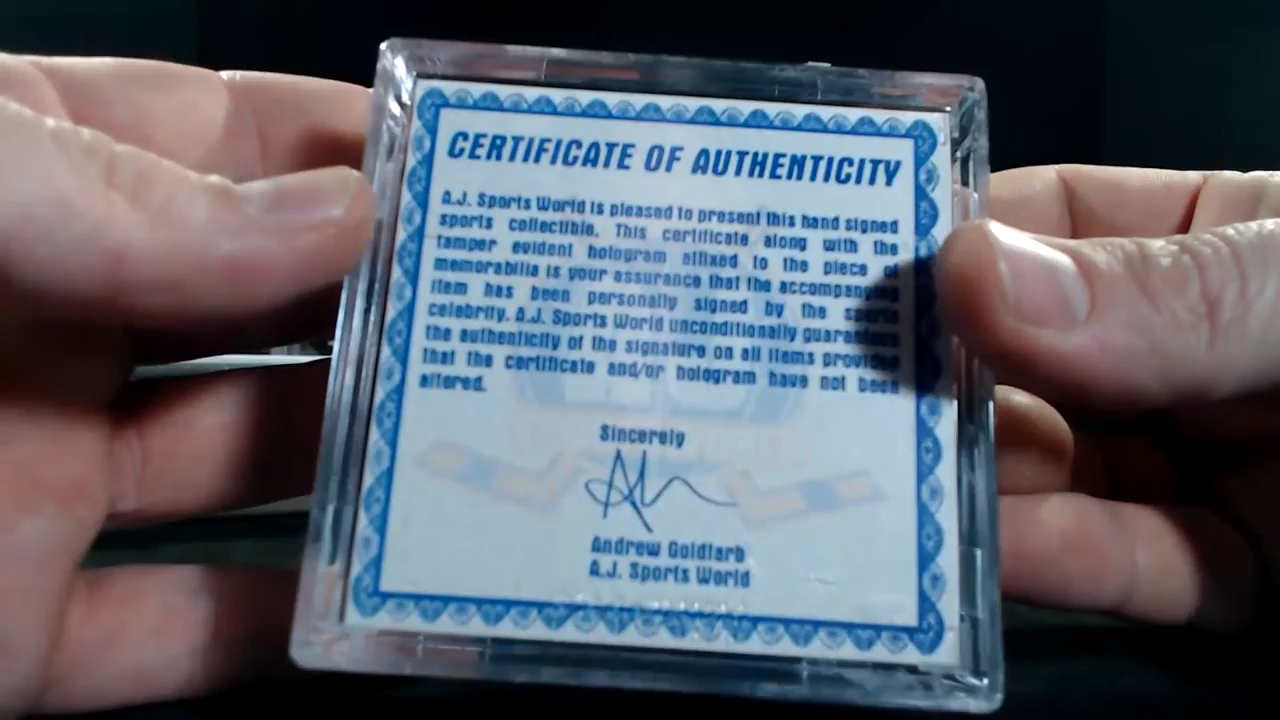 CERTIFICATE OF AUTHENTICITY
A.J. Sports World is pleased to present this hand signed
sports collectible. This certificate along with the
tamper evident hologram affixed to the piece of
memorabilia is your assurance that the accompanying
item has been personally signed by the sports
celebrity. A.J. Sports World unconditionally guarantees
the authenticity of the signature on all items provided
that the certificate and/or hologram have not been
altered.
Sincerely
Andrew Goldfarb
A.J. Sports World